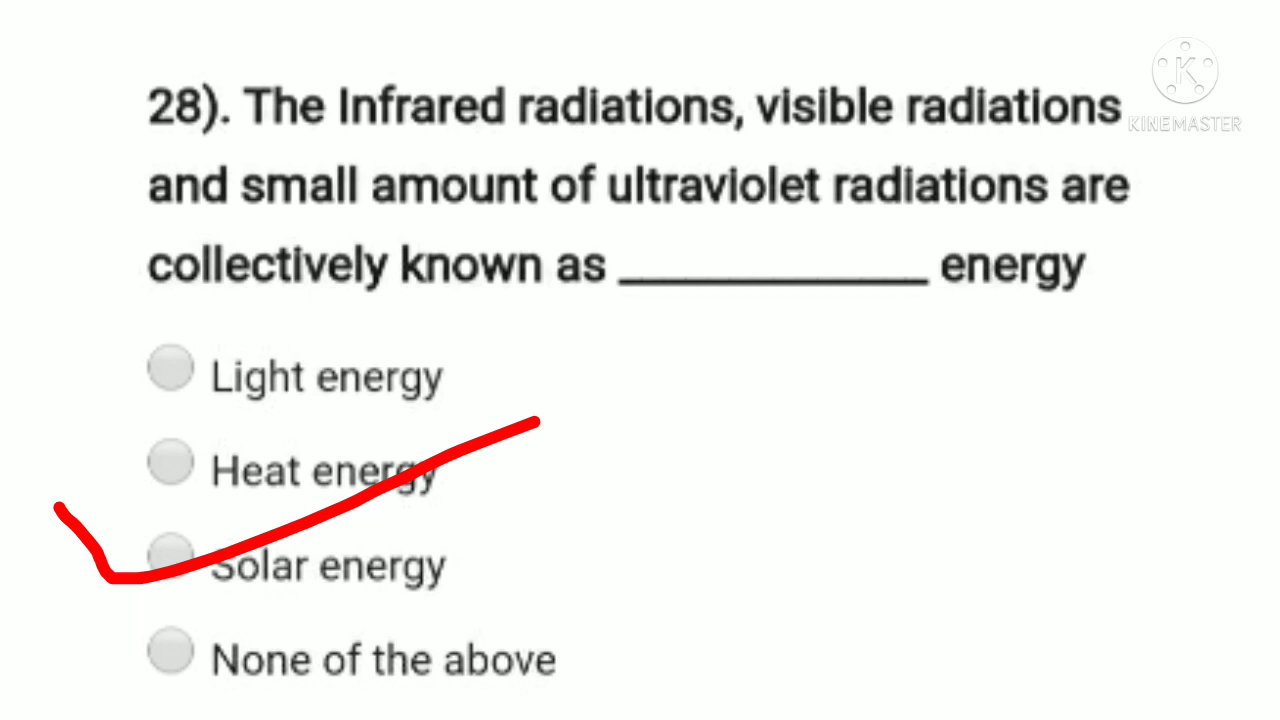 28). The Infrared radiations, visible radiations
and small amount of ultraviolet radiations are
collectively known as ______________ energy
Light energy
Heat energy
Solar energy
None of the above
K
KINEMASTER